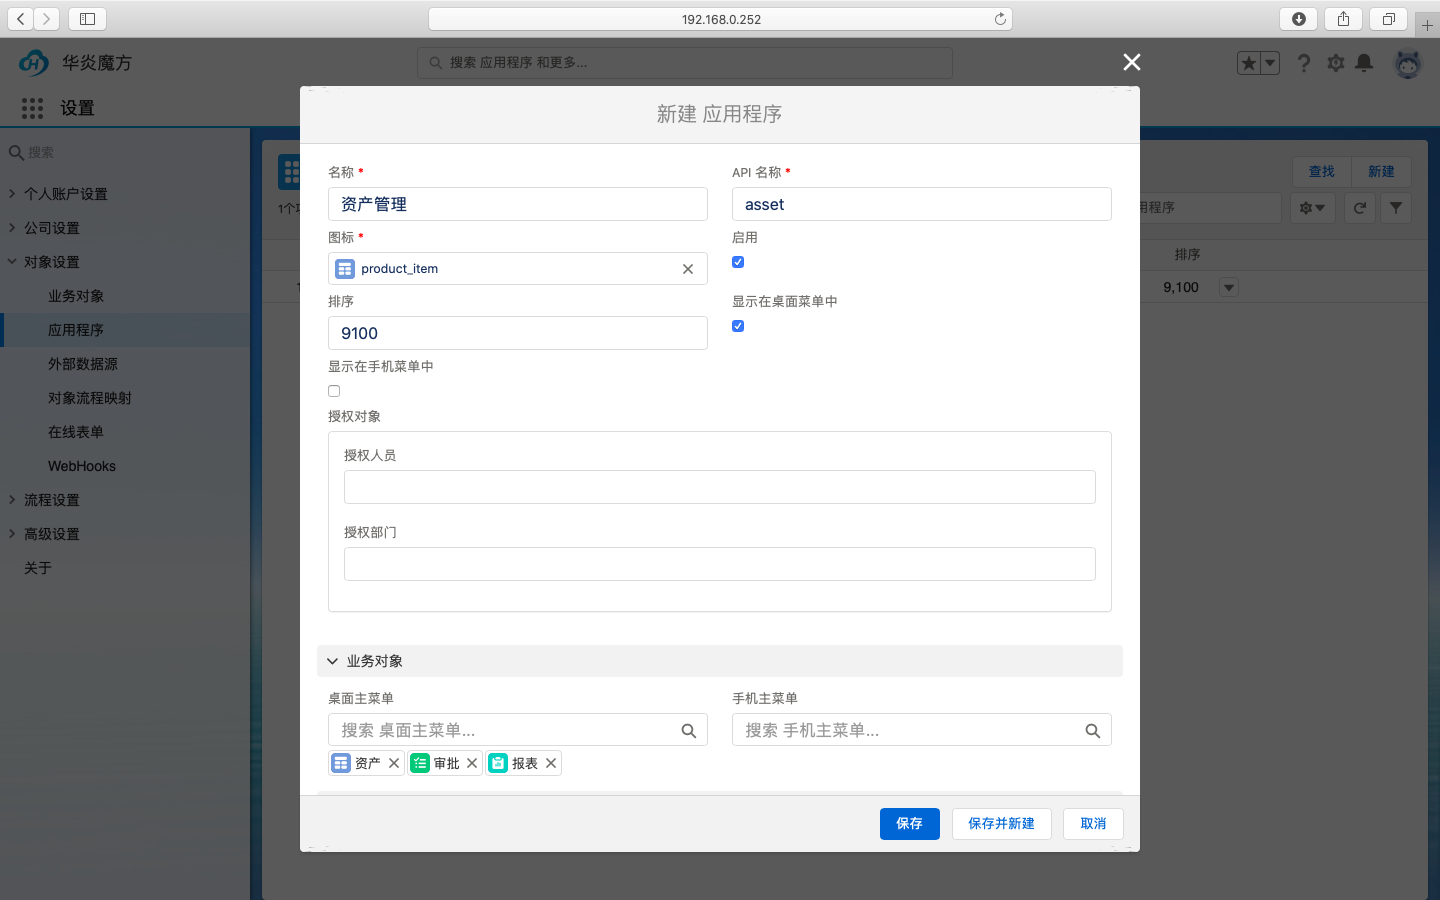 192.168.0.252
华炎魔方
搜索 应用程序 和更多...
设置
搜索
个人账户设置
公司设置
对象设置
业务对象
应用程序
外部数据源
对象流程映射
在线表单
WebHooks
流程设置
高级设置
关于
查找
新建
排序
9,100
新建 应用程序
名称 *
资产管理
API 名称 *
asset
图标 *
product_item
启用
排序
9100
显示在桌面菜单中
显示在手机菜单中
授权对象
授权人员
授权部门
业务对象
桌面主菜单
搜索 桌面主菜单...
手机主菜单
搜索 手机主菜单...
资产 审批 报表
保存 保存并新建 取消